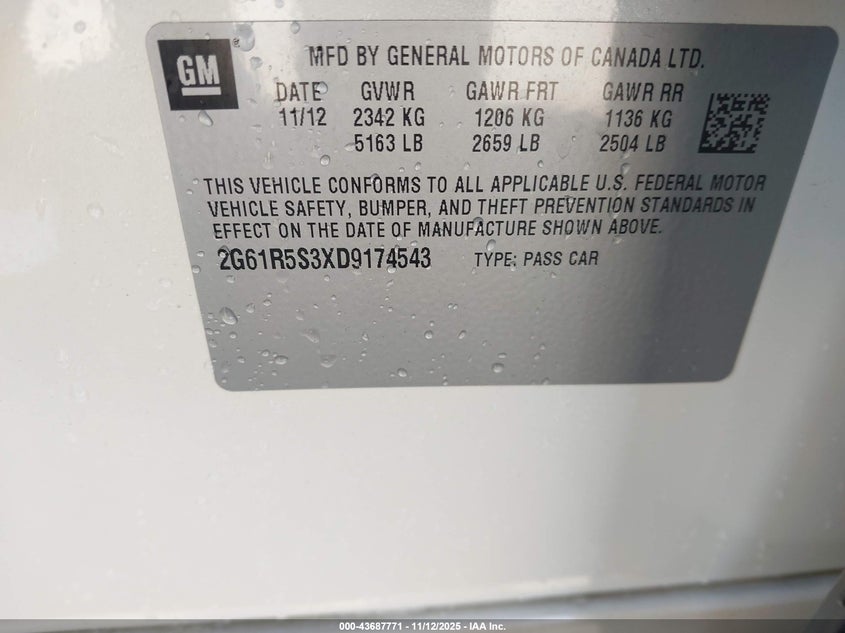 GM
MFD BY GENERAL MOTORS OF CANADA LTD.
DATE GVWR GAWR FRT GAWR RR
11/12 2342 KG 1206 KG 1136 KG
5163 LB 2659 LB 2504 LB
THIS VEHICLE CONFORMS TO ALL APPLICABLE U.S. FEDERAL MOTOR
VEHICLE SAFETY, BUMPER, AND THEFT PREVENTION STANDARDS IN
EFFECT ON THE DATE OF MANUFACTURE SHOWN ABOVE.
2G61R5S3XD9174543 TYPE: PASS CAR
000-43687771 - 11/12/2025 - IAA Inc.